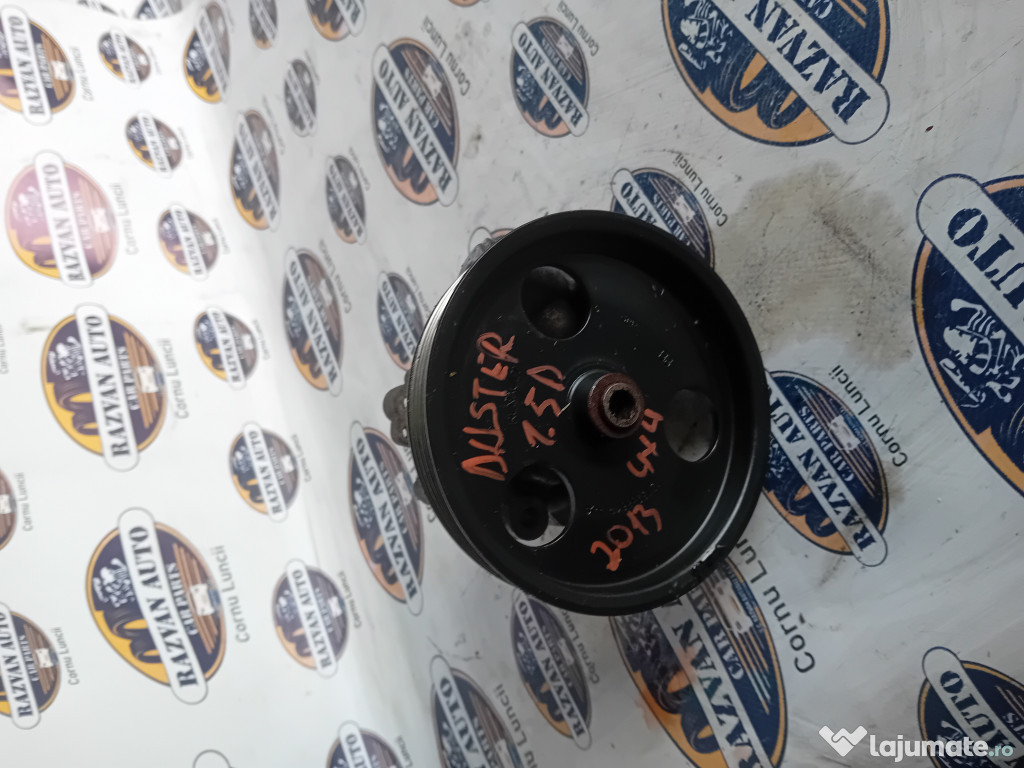 DUSTER
1.5D
4x4
2013
RAZVAN AUTO
CAR PARTS
Cornu Luncii
lajumate.ro